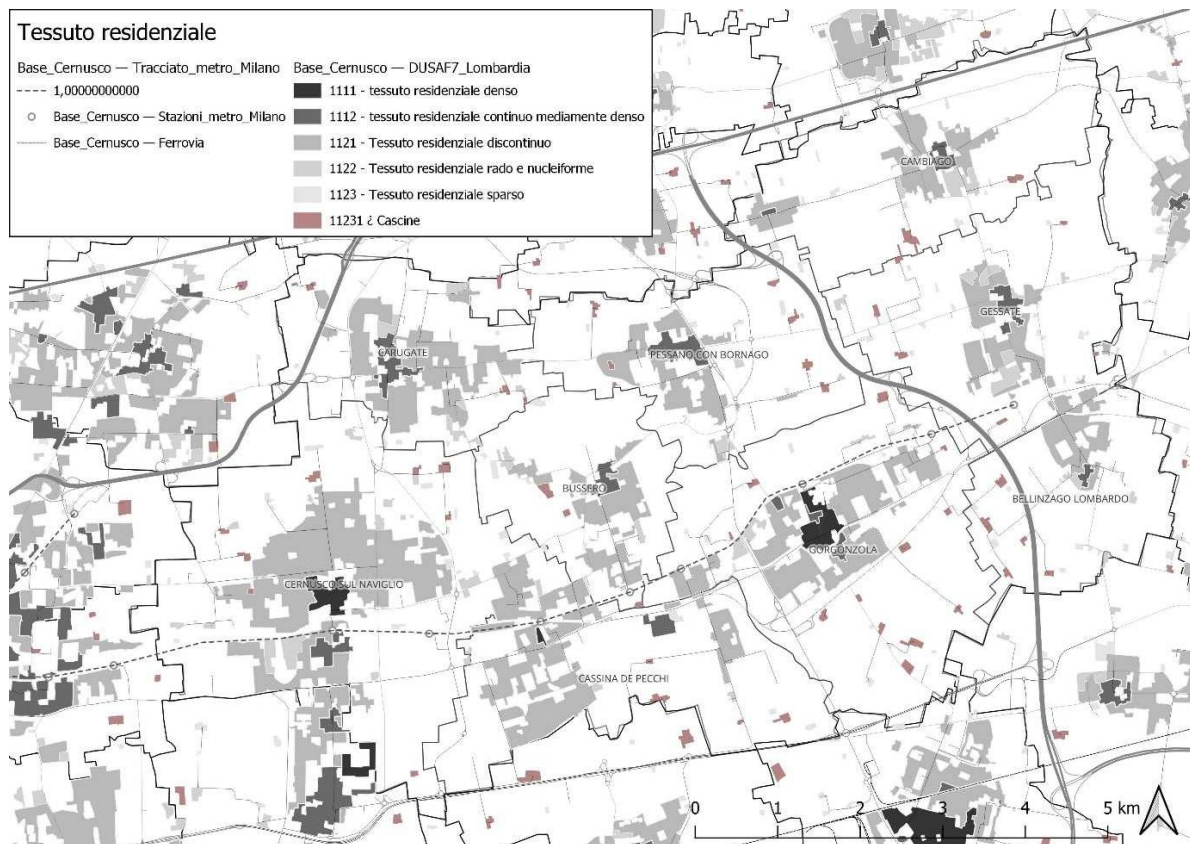 Tessuto residenziale
Base_Cernusco — Tracciato_metro_Milano
1,00000000000
Base_Cernusco — Stazioni_metro_Milano
Base_Cernusco — Ferrovia
Base_Cernusco — DUSAF7_Lombardia
1111 - tessuto residenziale denso
1112 - tessuto residenziale continuo mediamente denso
1121 - Tessuto residenziale discontinuo
1122 - Tessuto residenziale rado e nucleiforme
1123 - Tessuto residenziale sparso
11231 ¿ Cascine
CAMBIAGO
GESSATE
CARUGATE
PESSANO CON BORNAGO
BUSSERO
BELLINZAGO LOMBARDO
GORGONZOLA
CERNUSCO SUL NAVIGLIO
CASSINA DE PECCHI
0 1 2 3 4 5 km